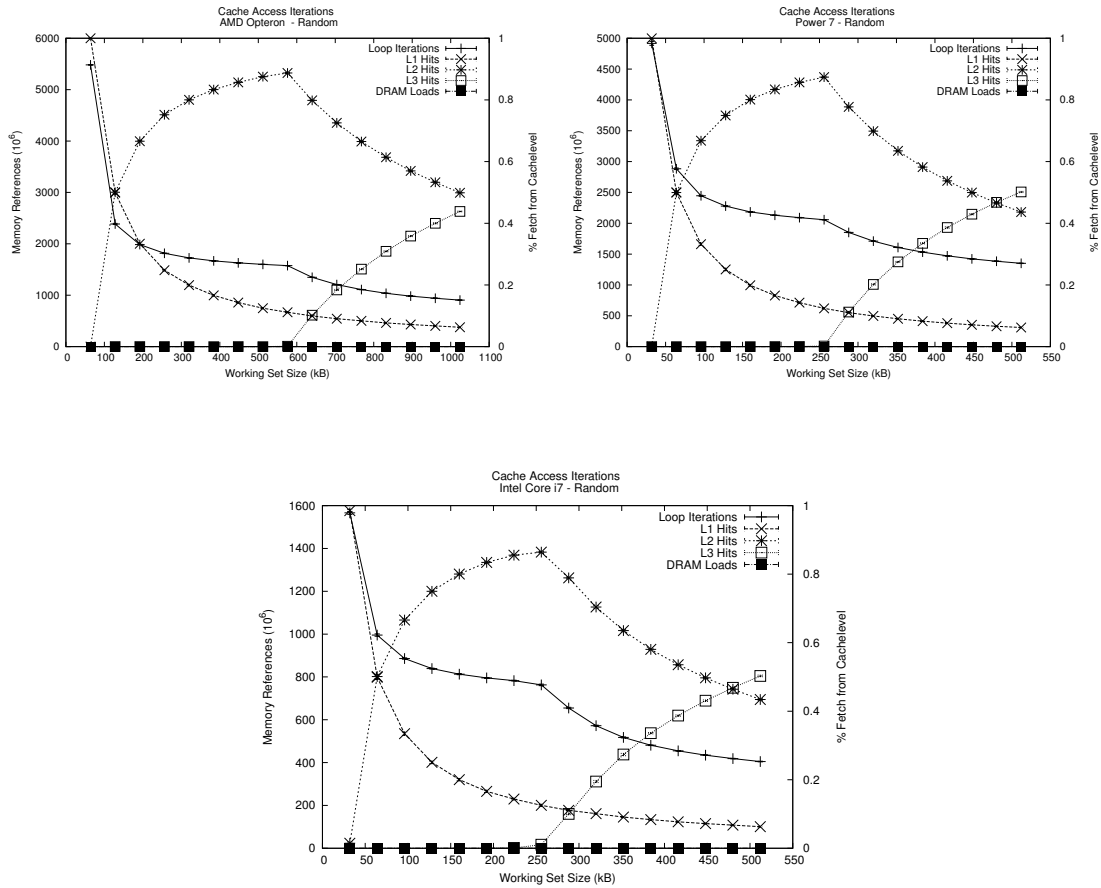 Cache Access Iterations
AMD Opteron - Random
6000
5000
4000
3000
2000
1000
0
1
0.8
0.6
0.4
0.2
0
0 100 200 300 400 500 600 700 800 900 1000 1100
Memory References (10^6)
% Fetch from Cachelevel
Working Set Size (kB)
Loop Iterations
L1 Hits
L2 Hits
L3 Hits
DRAM Loads
Cache Access Iterations
Power 7 - Random
5000
4500
4000
3500
3000
2500
2000
1500
1000
500
0
1
0.8
0.6
0.4
0.2
0
0 50 100 150 200 250 300 350 400 450 500 550
Memory References (10^6)
% Fetch from Cachelevel
Working Set Size (kB)
Loop Iterations
L1 Hits
L2 Hits
L3 Hits
DRAM Loads
Cache Access Iterations
Intel Core i7 - Random
1600
1400
1200
1000
800
600
400
200
0
1
0.8
0.6
0.4
0.2
0
0 50 100 150 200 250 300 350 400 450 500 550
Memory References (10^6)
% Fetch from Cachelevel
Working Set Size (kB)
Loop Iterations
L1 Hits
L2 Hits
L3 Hits
DRAM Loads